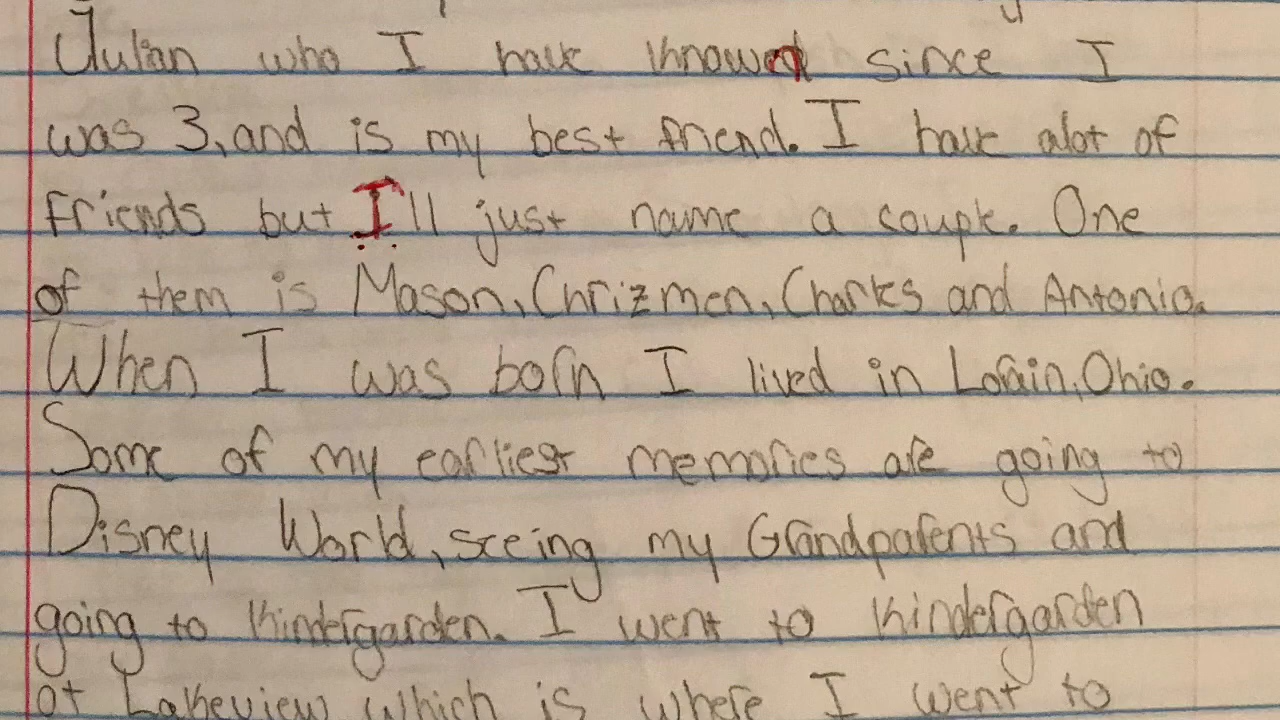 Julian who I have known since I
was 3, and is my best friend. I have alot of
friends but I'll just name a couple. One
of them is Mason, Chrizmen, Charles and Antonio.
When I was born I lived in Lorain, Ohio.
Some of my earliest memories are going to
Disney World, seeing my Grandparents and
going to Kindergarden. I went to Kindergarden
at Lakeview which is where I went to